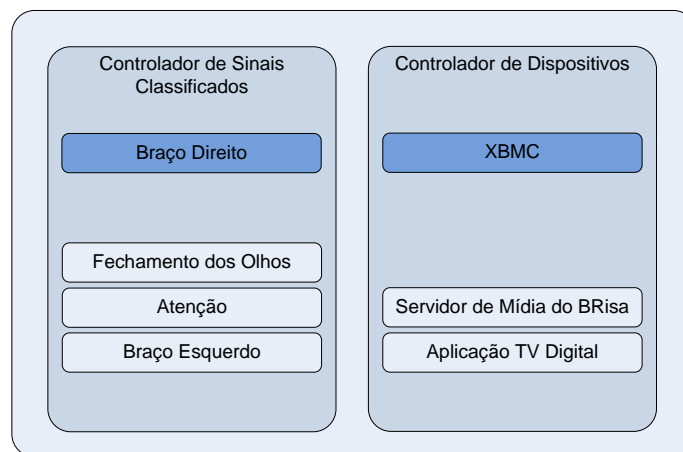 Controlador de Sinais
Classificados
Braço Direito
Fechamento dos Olhos
Atenção
Braço Esquerdo
Controlador de Dispositivos
XBMC
Servidor de Mídia do BRisa
Aplicação TV Digital